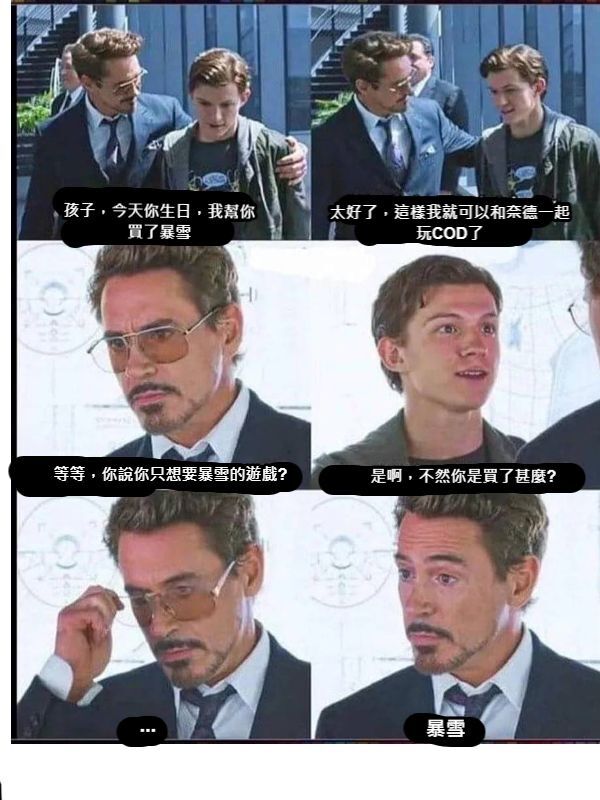 孩子，今天你生日，我幫你
買了暴雪
太好了，這樣我就可以和奈德一起
玩COD了
等等，你說你只想要暴雪的遊戲?
是啊，不然你是買了甚麼?
...
暴雪